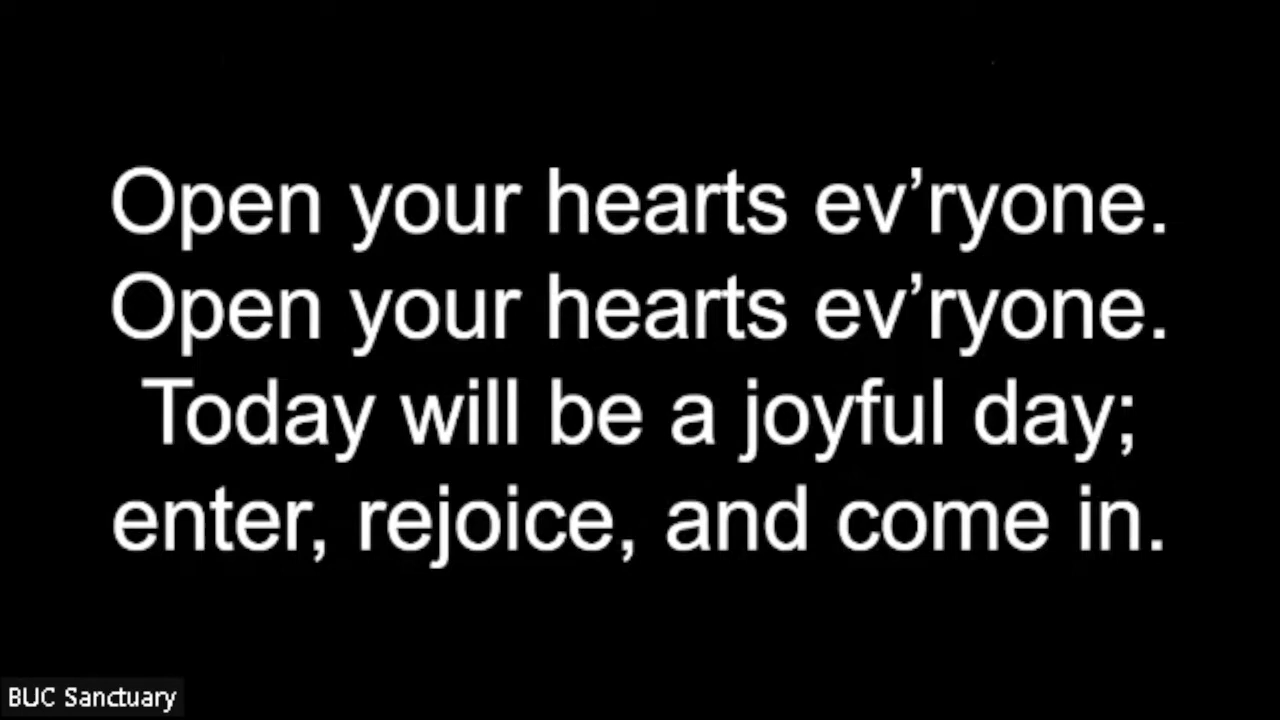 Open your hearts ev’ryone.
Open your hearts ev’ryone.
Today will be a joyful day;
enter, rejoice, and come in.
BUC Sanctuary